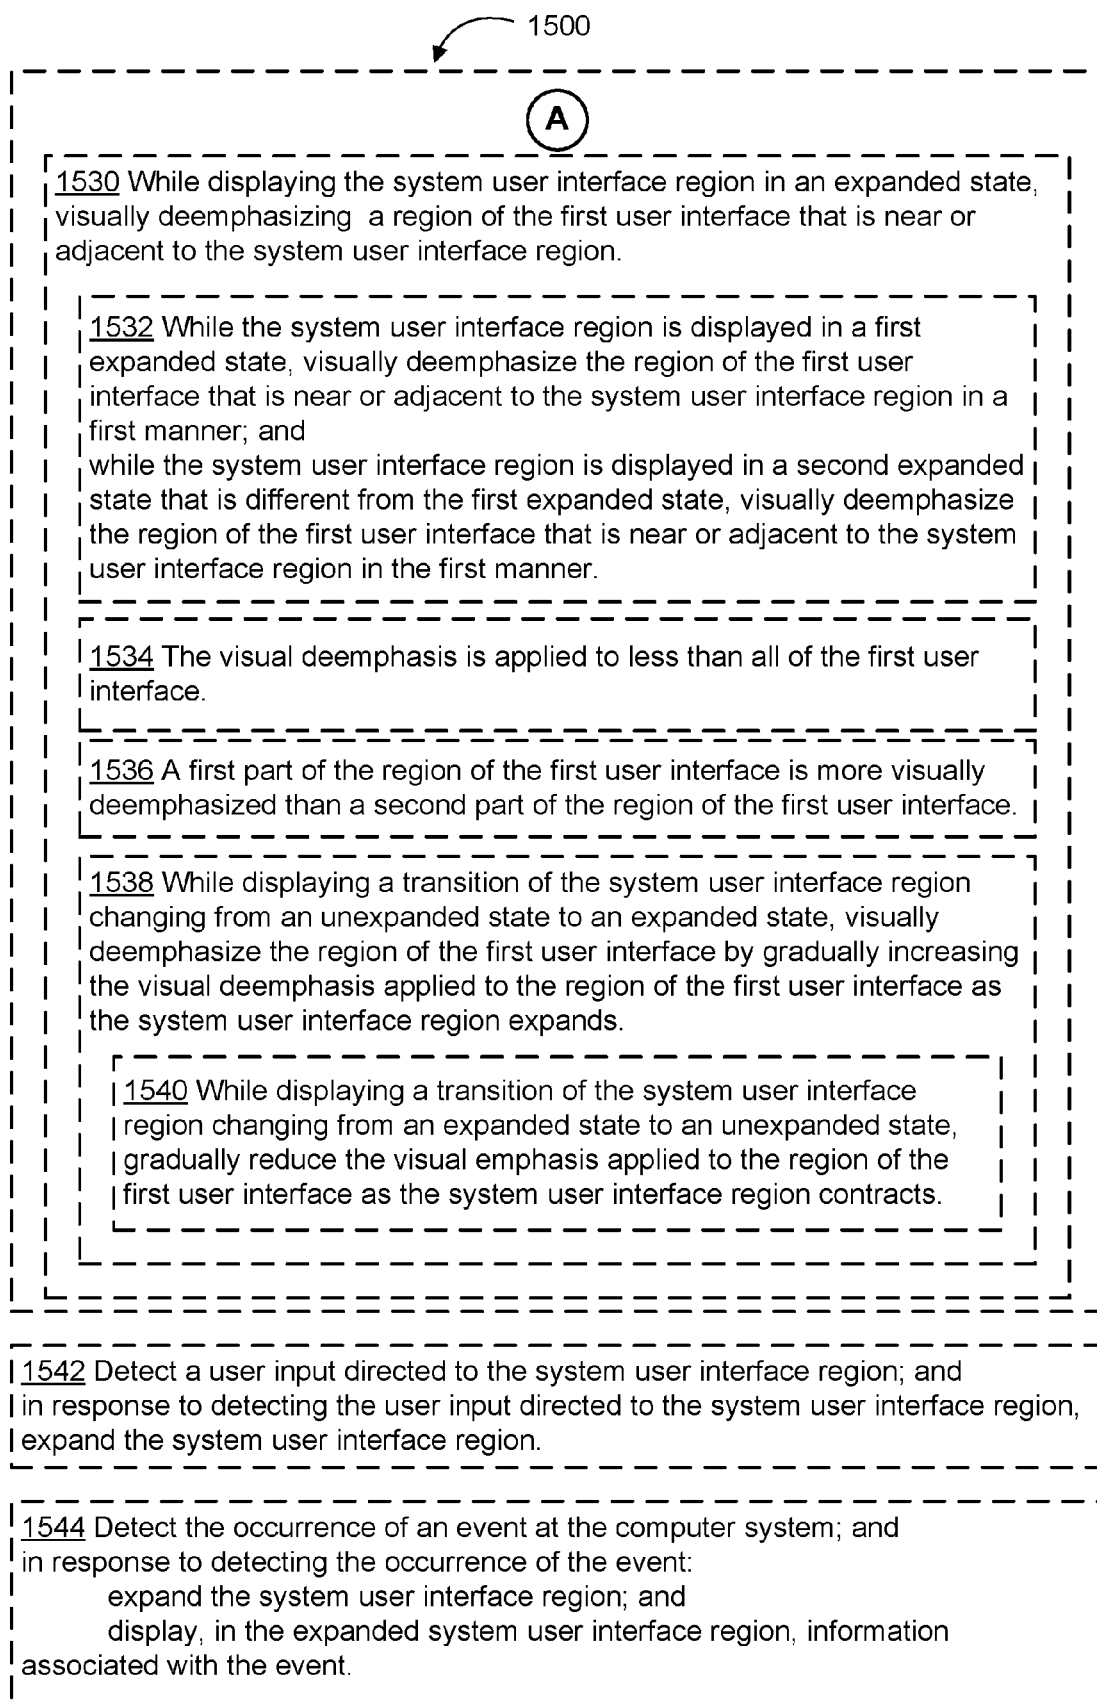 1500
A
1530 While displaying the system user interface region in an expanded state,
visually deemphasizing a region of the first user interface that is near or
adjacent to the system user interface region.
1532 While the system user interface region is displayed in a first
expanded state, visually deemphasize the region of the first user
interface that is near or adjacent to the system user interface region in a
first manner; and
while the system user interface region is displayed in a second expanded
state that is different from the first expanded state, visually deemphasize
the region of the first user interface that is near or adjacent to the system
user interface region in the first manner.
1534 The visual deemphasis is applied to less than all of the first user
interface.
1536 A first part of the region of the first user interface is more visually
deemphasized than a second part of the region of the first user interface.
1538 While displaying a transition of the system user interface region
changing from an unexpanded state to an expanded state, visually
deemphasize the region of the first user interface by gradually increasing
the visual deemphasis applied to the region of the first user interface as
the system user interface region expands.
1540 While displaying a transition of the system user interface
region changing from an expanded state to an unexpanded state,
gradually reduce the visual emphasis applied to the region of the
first user interface as the system user interface region contracts.
1542 Detect a user input directed to the system user interface region; and
in response to detecting the user input directed to the system user interface region,
expand the system user interface region.
1544 Detect the occurrence of an event at the computer system; and
in response to detecting the occurrence of the event:
expand the system user interface region; and
display, in the expanded system user interface region, information
associated with the event.